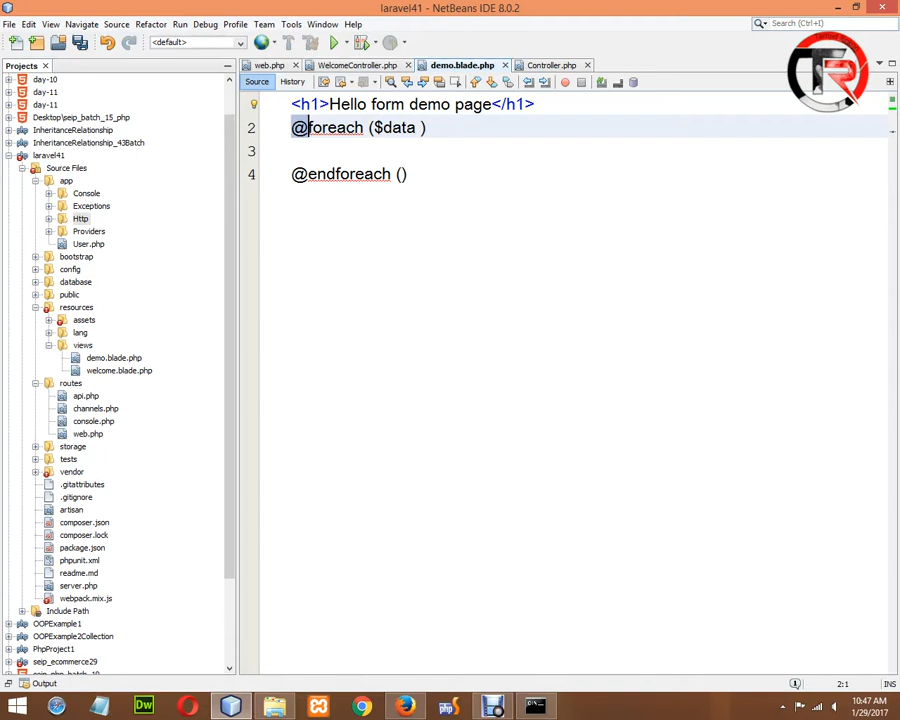 laravel41 - NetBeans IDE 8.0.2
File Edit View Navigate Source Refactor Run Debug Profile Team Tools Window Help
Search (Ctrl+I)
<default>
Projects
web.php WelcomeController.php demo.blade.php Controller.php
Source History
day-10
day-11
day-11
Desktop\seip_batch_15_php
InheritanceRelationship
InheritanceRelationship_43Batch
laravel41
Source Files
app
Console
Exceptions
Http
Providers
User.php
bootstrap
config
database
public
resources
assets
lang
views
demo.blade.php
welcome.blade.php
routes
api.php
channels.php
console.php
web.php
storage
tests
vendor
.gitattributes
.gitignore
artisan
composer.json
composer.lock
package.json
phpunit.xml
readme.md
server.php
webpack.mix.js
Include Path
OOPExample1
OOPExample2Collection
PhpProject1
seip_ecommerce29
seip_php_batch_10
<h1>Hello form demo page</h1>
2 @foreach ($data )
3
4 @endforeach ()
TR
Output
2:1 INS
Dw
php
10:47 AM
1/29/2017